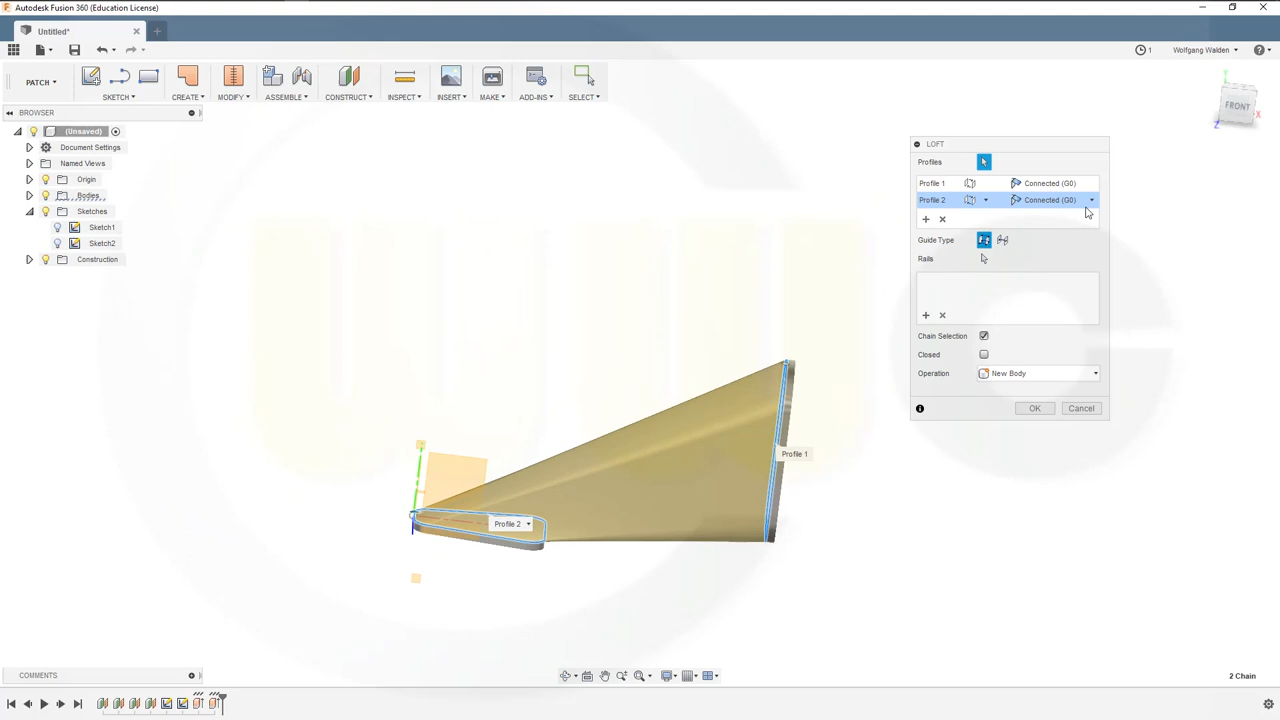 Autodesk Fusion 360 (Education License)
Untitled*
1
Wolfgang Walden
PATCH
SKETCH
CREATE
MODIFY
ASSEMBLE
CONSTRUCT
INSPECT
INSERT
MAKE
ADD-INS
SELECT
FRONT
X
Y
Z
BROWSER
(Unsaved)
Document Settings
Named Views
Origin
Bodies
Sketches
Sketch1
Sketch2
Construction
LOFT
Profiles
Profile 1
Connected (G0)
Profile 2
Connected (G0)
Guide Type
Rails
Chain Selection
Closed
Operation
New Body
OK
Cancel
Profile 1
Profile 2
COMMENTS
2 Chain